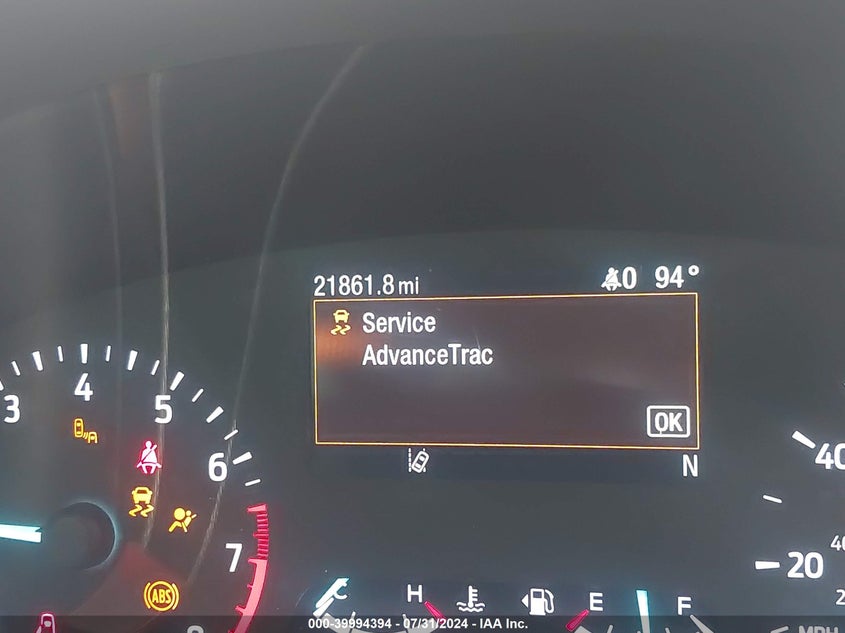 21861.8 mi
0 94°
Service
AdvanceTrac
OK
N
3 4 5 6 7
ABS
C H
E F
20 40
000-39994394 - 07/31/2024 - IAA Inc.